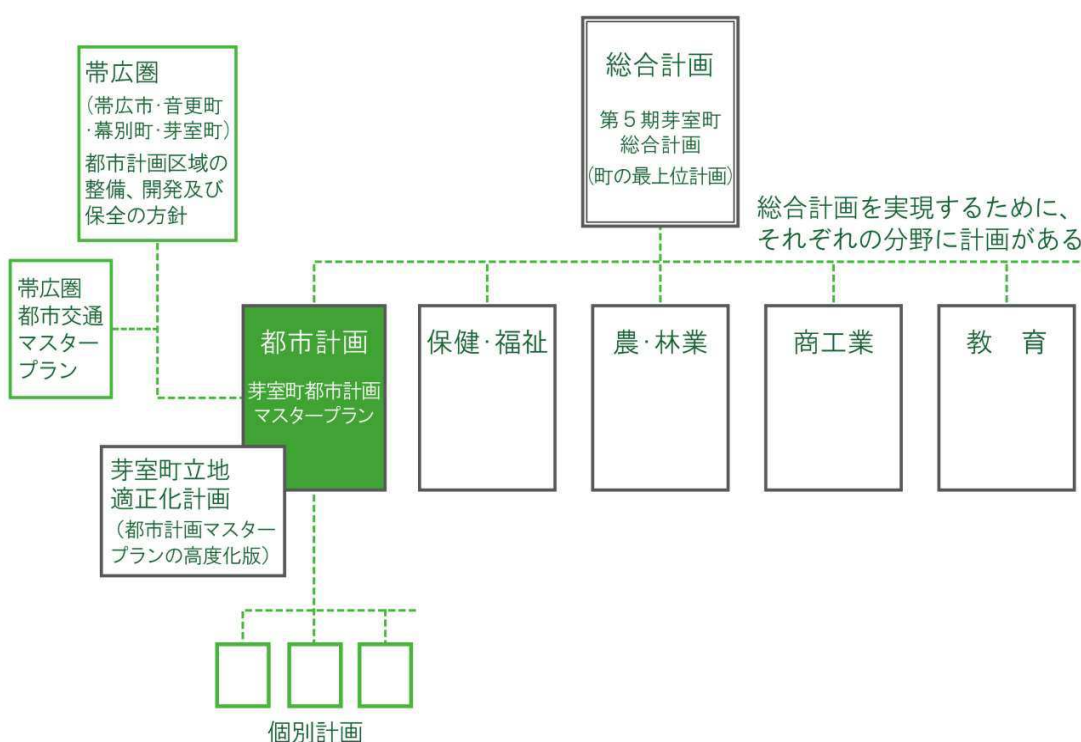 帯広圏
(帯広市・音更町
・幕別町・芽室町)
都市計画区域の
整備、開発及び
保全の方針
総合計画
第5期芽室町
総合計画
(町の最上位計画)
総合計画を実現するために、
それぞれの分野に計画がある
帯広圏
都市交通
マスター
プラン
都市計画
芽室町都市計画
マスタープラン
保健・福祉
農・林業
商工業
教 育
芽室町立地
適正化計画
(都市計画マスター
プランの高度化版)
個別計画